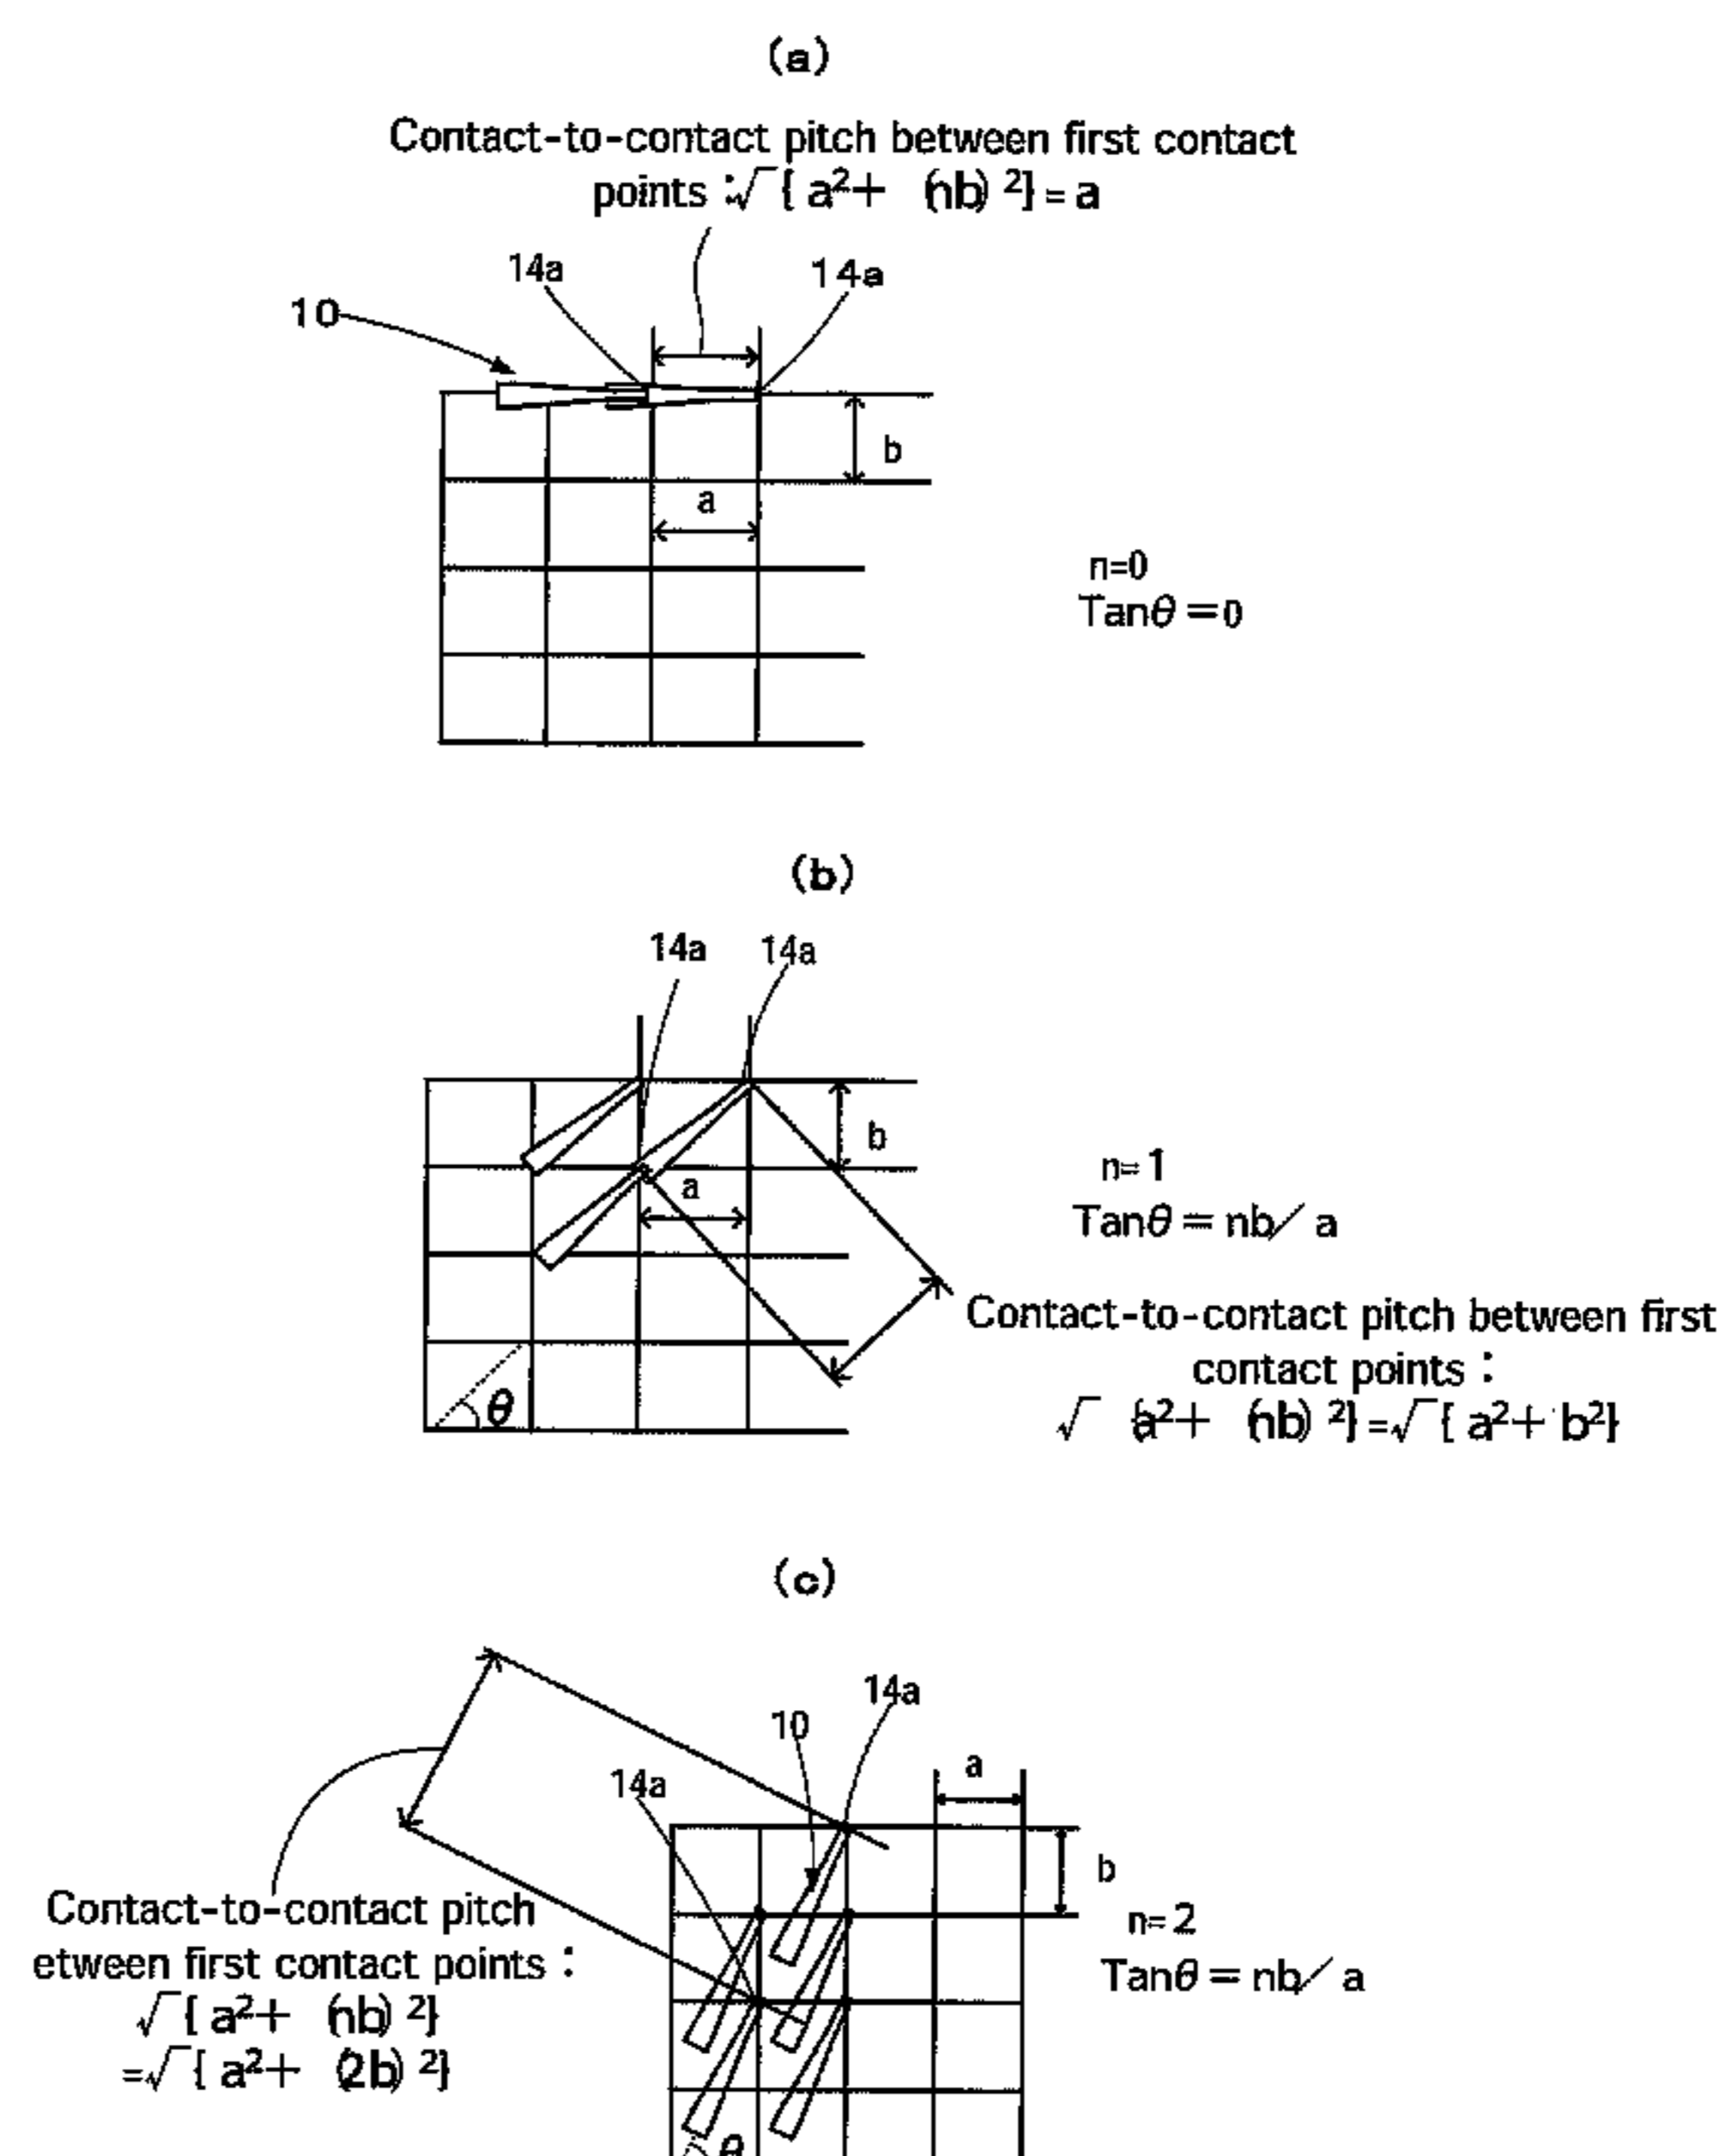 (a)
Contact-to-contact pitch between first contact
points :√{ a²+ (nb) ²} = a
14a
14a
10
b
a
n=0
Tanθ =0
(b)
14a
14a
b
a
n=1
Tanθ = nb/ a
Contact-to-contact pitch between first
contact points :
√ (a²+ (nb) ²} =√{ a²+ b²}
θ
(c)
14a
10
a
14a
b
Contact-to-contact pitch
etween first contact points :
√{ a²+ (nb) ²}
=√{ a²+ (2b) ²}
n=2
Tanθ = nb/ a
θ